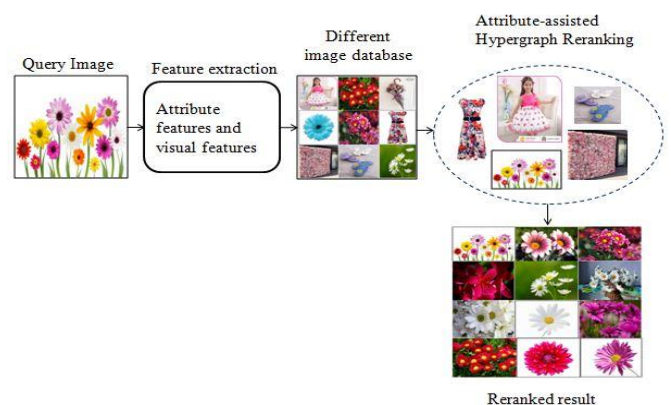 Query Image
Feature extraction
Attribute
features and
visual features
Different
image database
Attribute-assisted
Hypergraph Reranking
Reranked result